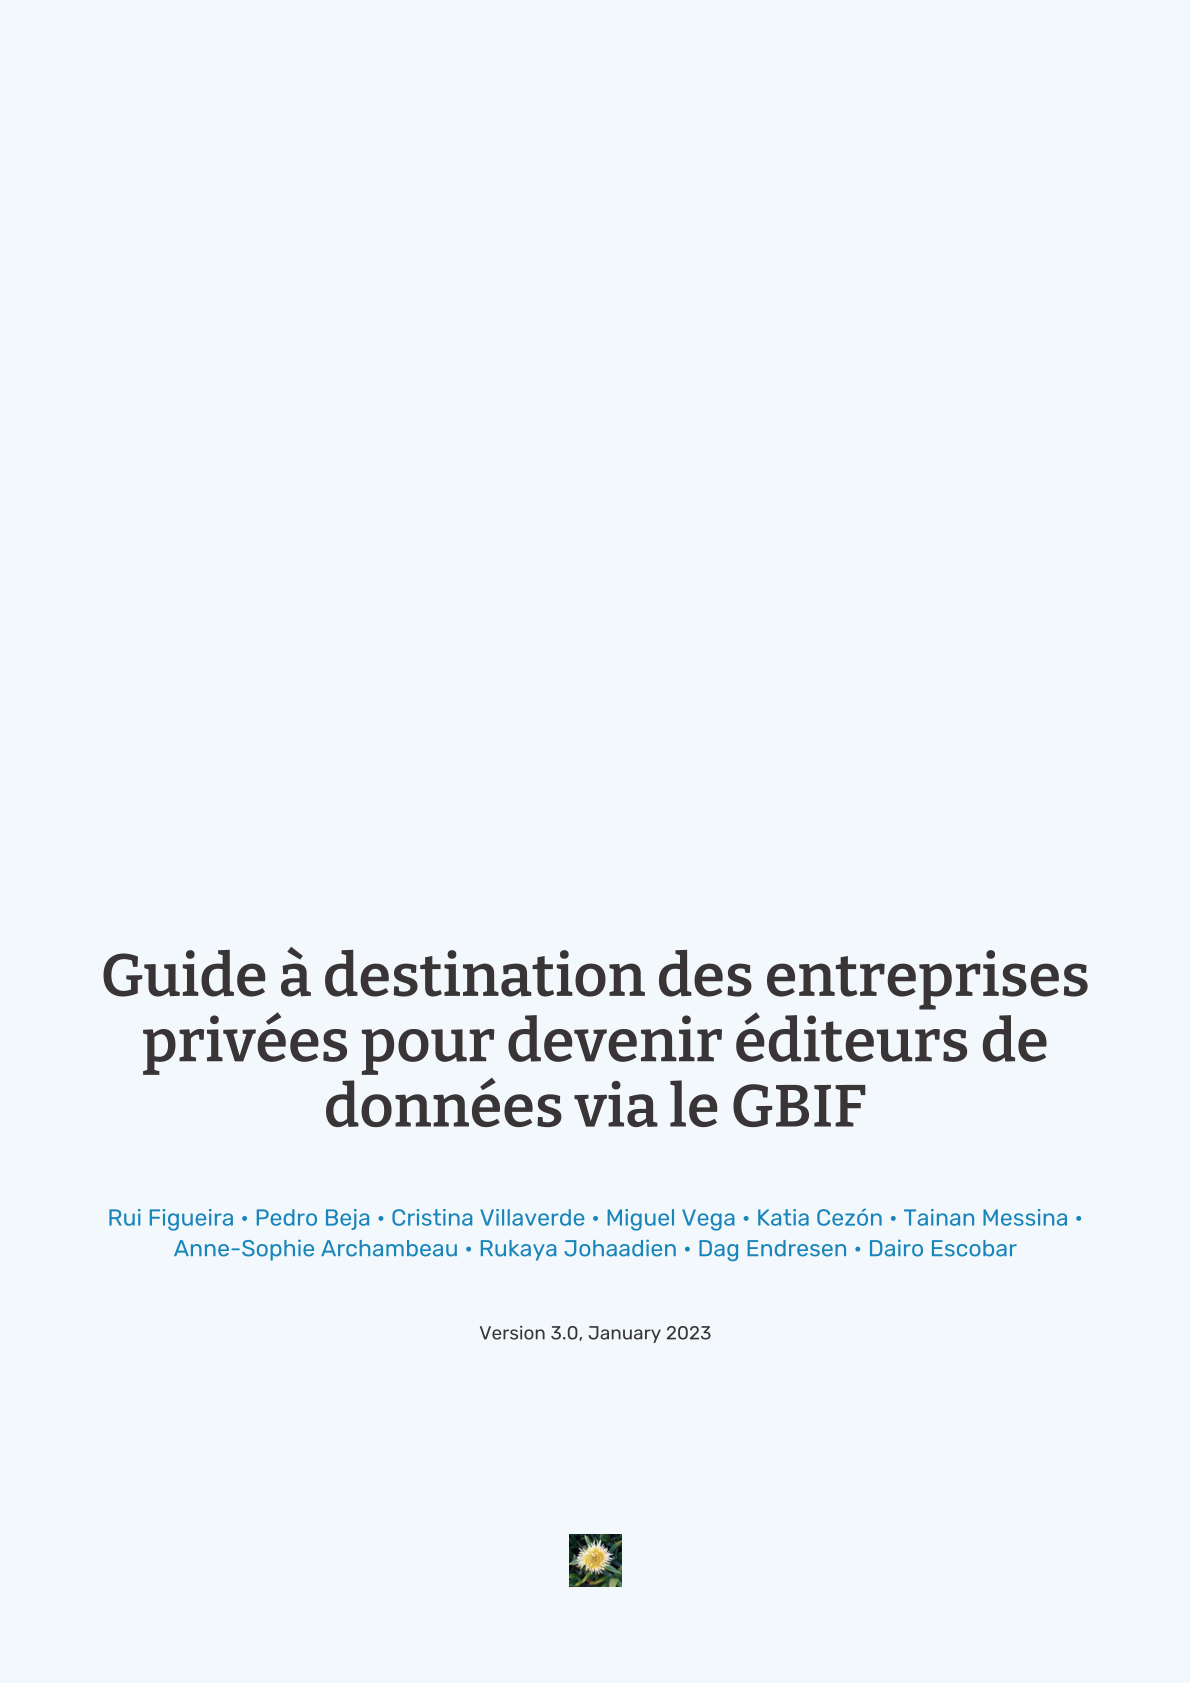 Guide à destination des entreprises
privées pour devenir éditeurs de
données via le GBIF
Rui Figueira • Pedro Beja • Cristina Villaverde • Miguel Vega • Katia Cezón • Tainan Messina •
Anne-Sophie Archambeau • Rukaya Johaadien • Dag Endresen • Dairo Escobar
Version 3.0, January 2023